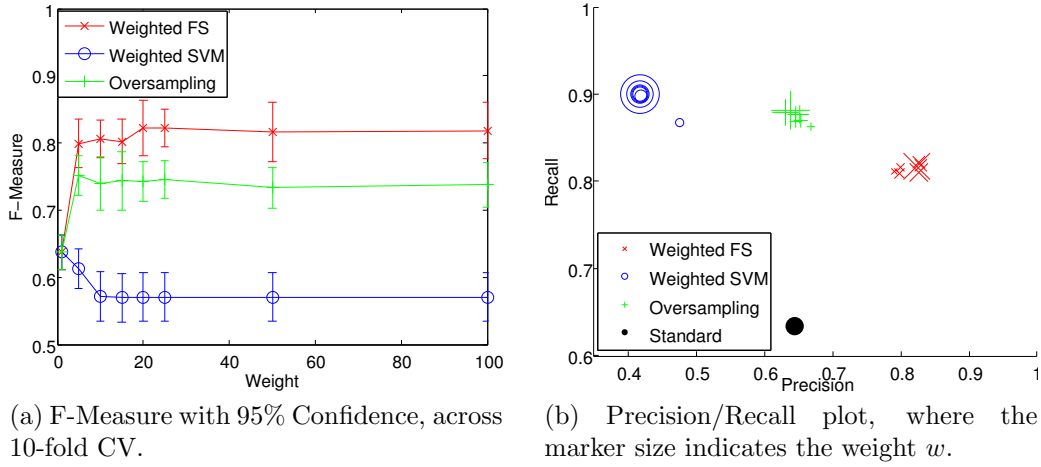 1
0.9
0.8
0.7
0.6
0.5
F−Measure
0
20
40
60
80
100
Weight
Weighted FS
Weighted SVM
Oversampling
(a) F-Measure with 95% Confidence, across
10-fold CV.
1
0.9
0.8
0.7
0.6
Recall
0.4
0.5
0.6
0.7
0.8
0.9
1
Precision
Weighted FS
Weighted SVM
Oversampling
Standard
(b) Precision/Recall plot, where the
marker size indicates the weight w.